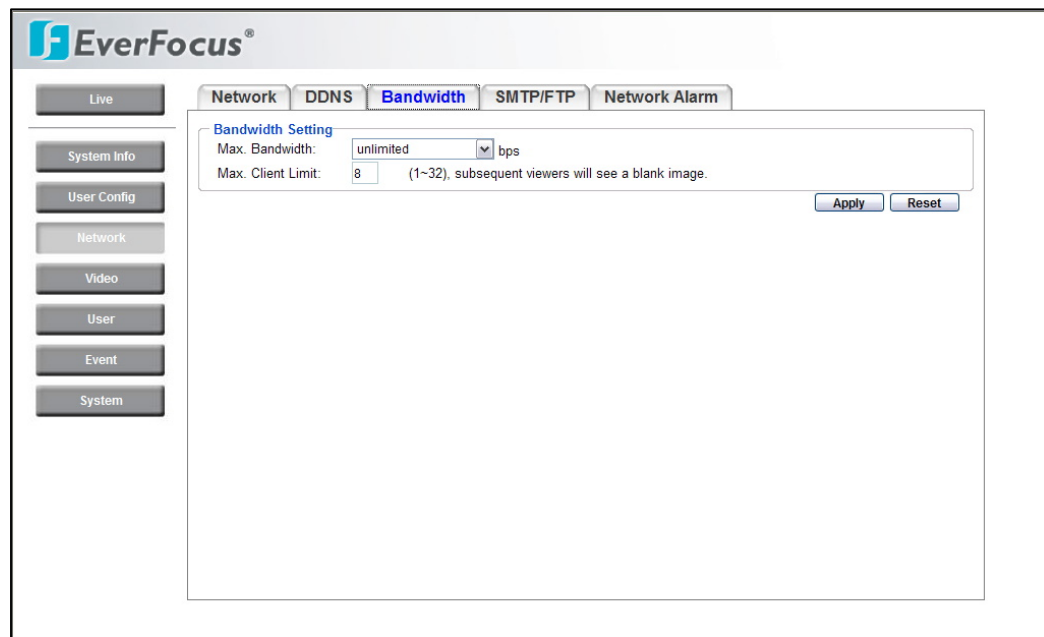 EverFocus®
Live
System Info
User Config
Network
Video
User
Event
System
Network DDNS Bandwidth SMTP/FTP Network Alarm
Bandwidth Setting
Max. Bandwidth: unlimited bps
Max. Client Limit: 8 (1~32), subsequent viewers will see a blank image.
Apply Reset